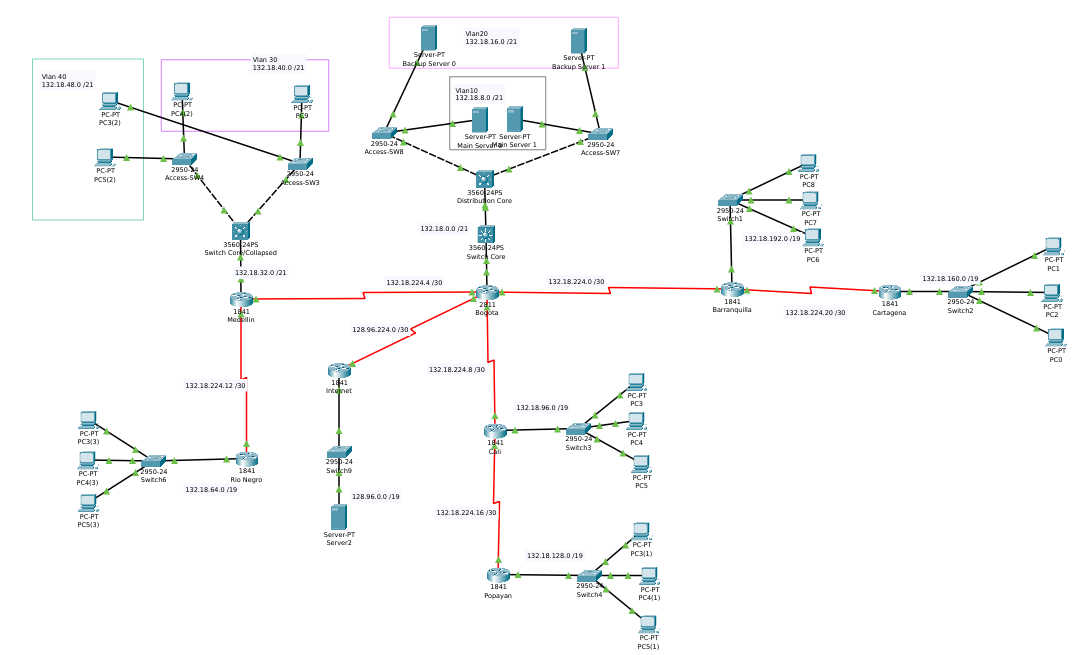 Vlan20
132.18.16.0 /21
Server-PT
Backup Server 0
Server-PT
Backup Server 1
Vlan 40
132.18.48.0 /21
Vlan 30
132.18.40.0 /21
PC-PT
PC3(2)
PC-PT
PC4(2)
PC-PT
PC9
Vlan10
132.18.8.0 /21
Server-PT
Main Server 0
Server-PT
Main Server 1
PC-PT
PC5(2)
2950-24
Access-SW4
2950-24
Access-SW3
2950-24
Access-SW8
2950-24
Access-SW7
3560-24PS
Distribution Core
132.18.0.0 /21
3560-24PS
Switch Core
3560-24PS
Switch Core/Collapsed
132.18.32.0 /21
1841
Medellin
132.18.224.4 /30
2811
Bogota
132.18.224.0 /30
2950-24
Switch1
PC-PT
PC8
PC-PT
PC7
PC-PT
PC6
132.18.192.0 /19
1841
Barranquilla
132.18.224.20 /30
1841
Cartagena
132.18.160.0 /19
2950-24
Switch2
PC-PT
PC1
PC-PT
PC2
PC-PT
PC0
128.96.224.0 /30
1841
Internet
132.18.224.8 /30
132.18.224.12 /30
PC-PT
PC3(3)
PC-PT
PC4(3)
PC-PT
PC5(3)
2950-24
Switch6
1841
Rio Negro
132.18.64.0 /19
2950-24
Switch9
128.96.0.0 /19
Server-PT
Server2
1841
Cali
132.18.96.0 /19
2950-24
Switch3
PC-PT
PC3
PC-PT
PC4
PC-PT
PC5
132.18.224.16 /30
132.18.128.0 /19
1841
Popayan
2950-24
Switch4
PC-PT
PC3(1)
PC-PT
PC4(1)
PC-PT
PC5(1)